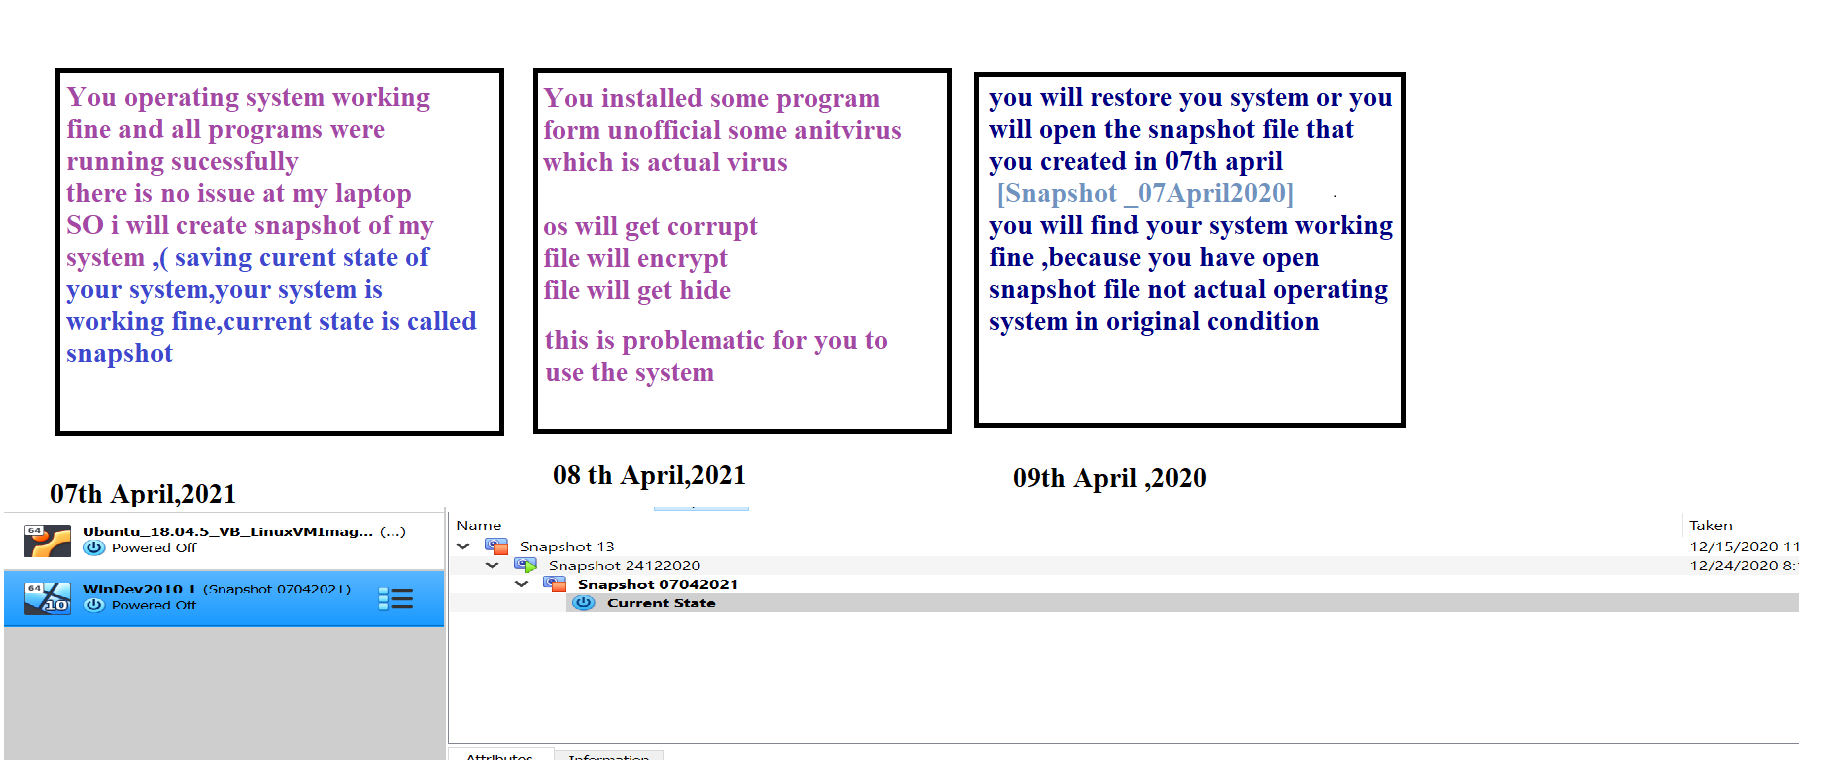 You operating system working
fine and all programs were
running sucessfully
there is no issue at my laptop
SO i will create snapshot of my
system ,( saving curent state of
your system,your system is
working fine,current state is called
snapshot
07th April,2021
You installed some program
form unofficial some anitvirus
which is actual virus
os will get corrupt
file will encrypt
file will get hide
this is problematic for you to
use the system
08 th April,2021
you will restore you system or you
will open the snapshot file that
you created in 07th april
[Snapshot _07April2020]
you will find your system working
fine ,because you have open
snapshot file not actual operating
system in original condition
09th April ,2020
64
Ubuntu_18.04.5_VB_LinuxVMImag... (...)
Powered Off
64
10
WinDev2010 1 (Snapshot 07042021)
Powered Off
Name Taken
Snapshot 13 12/15/2020 11
Snapshot 24122020 12/24/2020 8:
Snapshot 07042021
Current State
Attributes Information